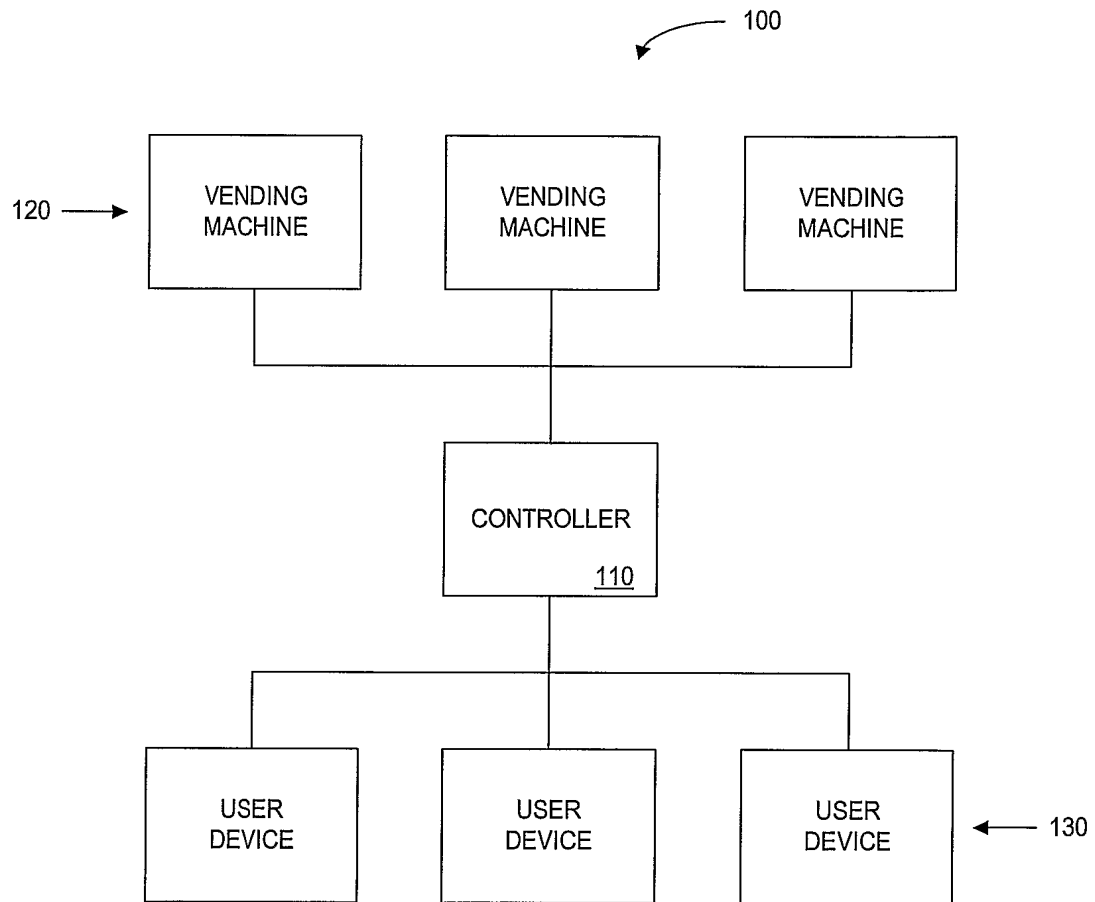 100
120
VENDING
MACHINE
VENDING
MACHINE
VENDING
MACHINE
CONTROLLER
110
USER
DEVICE
USER
DEVICE
USER
DEVICE
130